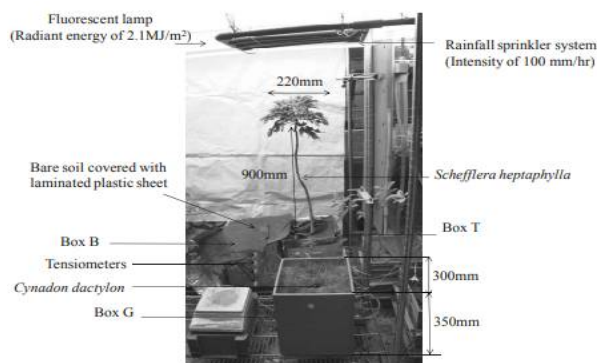 Fluorescent lamp
(Radiant energy of 2.1MJ/m²)
Rainfall sprinkler system
(Intensity of 100 mm/hr)
220mm
Bare soil covered with
laminated plastic sheet
900mm
Schefflera heptaphylla
Box B
Box T
Tensiometers
300mm
Cynadon dactylon
Box G
350mm